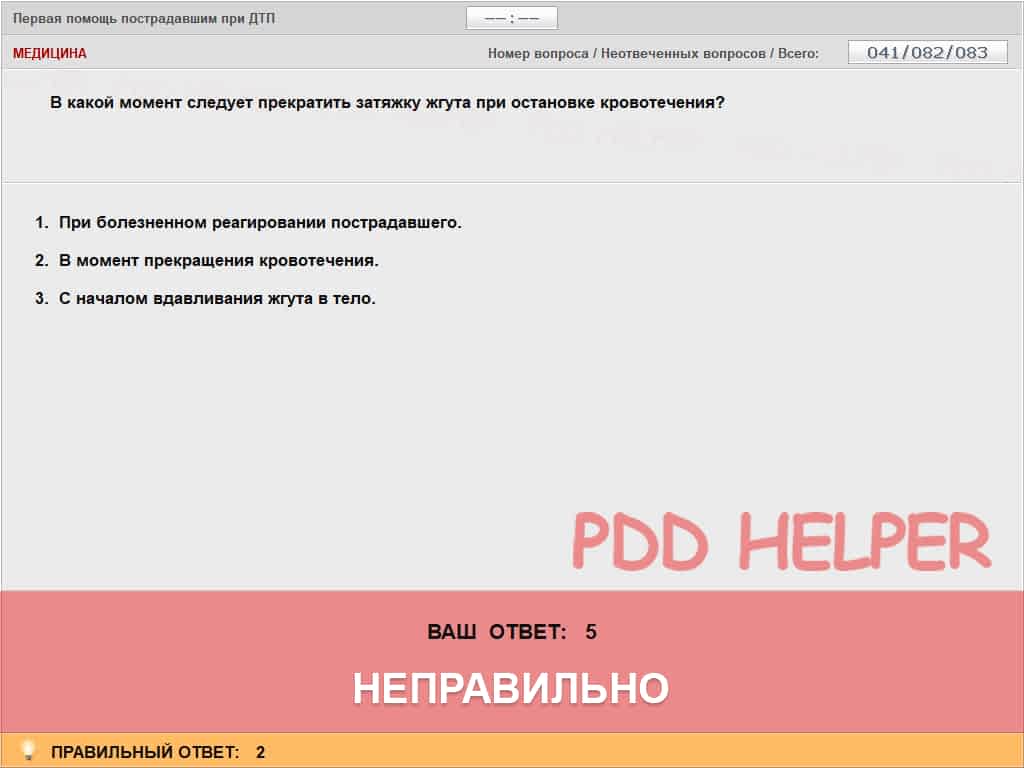 Первая помощь пострадавшим при ДТП
–– : ––
МЕДИЦИНА
Номер вопроса / Неотвеченных вопросов / Всего:
041/082/083
В какой момент следует прекратить затяжку жгута при остановке кровотечения?
1. При болезненном реагировании пострадавшего.
2. В момент прекращения кровотечения.
3. С началом вдавливания жгута в тело.
PDD HELPER
ВАШ ОТВЕТ: 5
НЕПРАВИЛЬНО
ПРАВИЛЬНЫЙ ОТВЕТ: 2